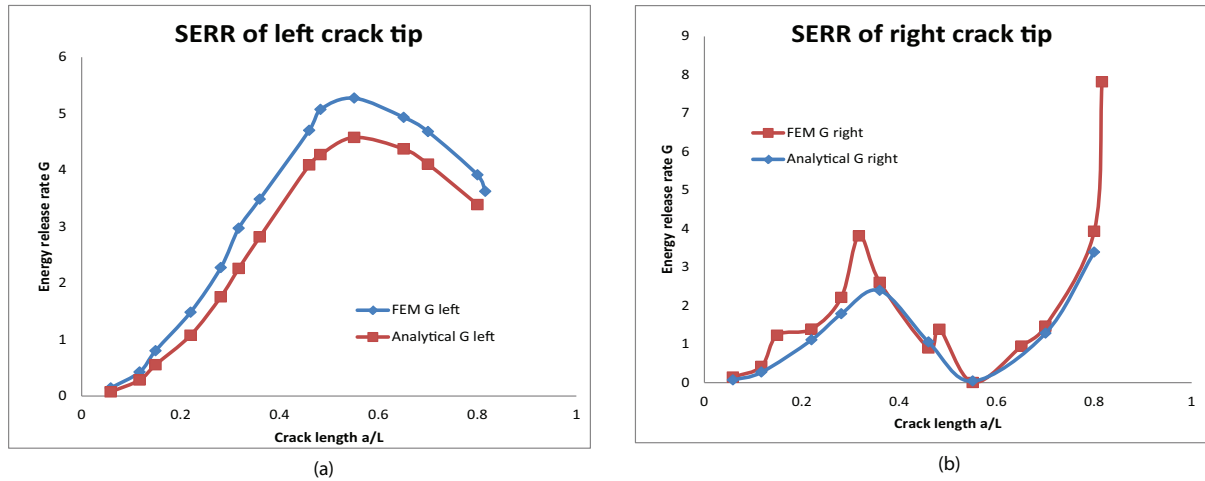 SERR of left crack tip
6
5
4
3
2
1
0
Energy release rate G
FEM G left
Analytical G left
0 0.2 0.4 0.6 0.8 1
Crack length a/L
(a)
SERR of right crack tip
9
8
7
6
5
4
3
2
1
0
Energy release rate G
FEM G right
Analytical G right
0 0.2 0.4 0.6 0.8 1
Crack length a/L
(b)